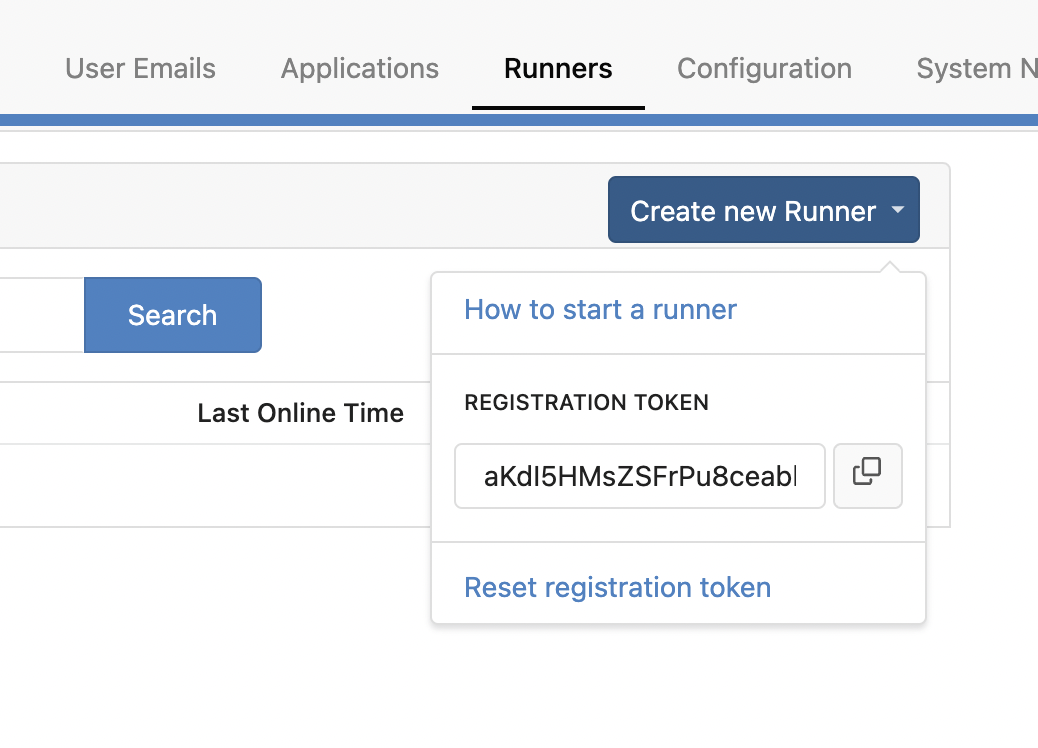 User Emails Applications Runners Configuration System N
Create new Runner
Search
How to start a runner
Last Online Time
REGISTRATION TOKEN
Reset registration token